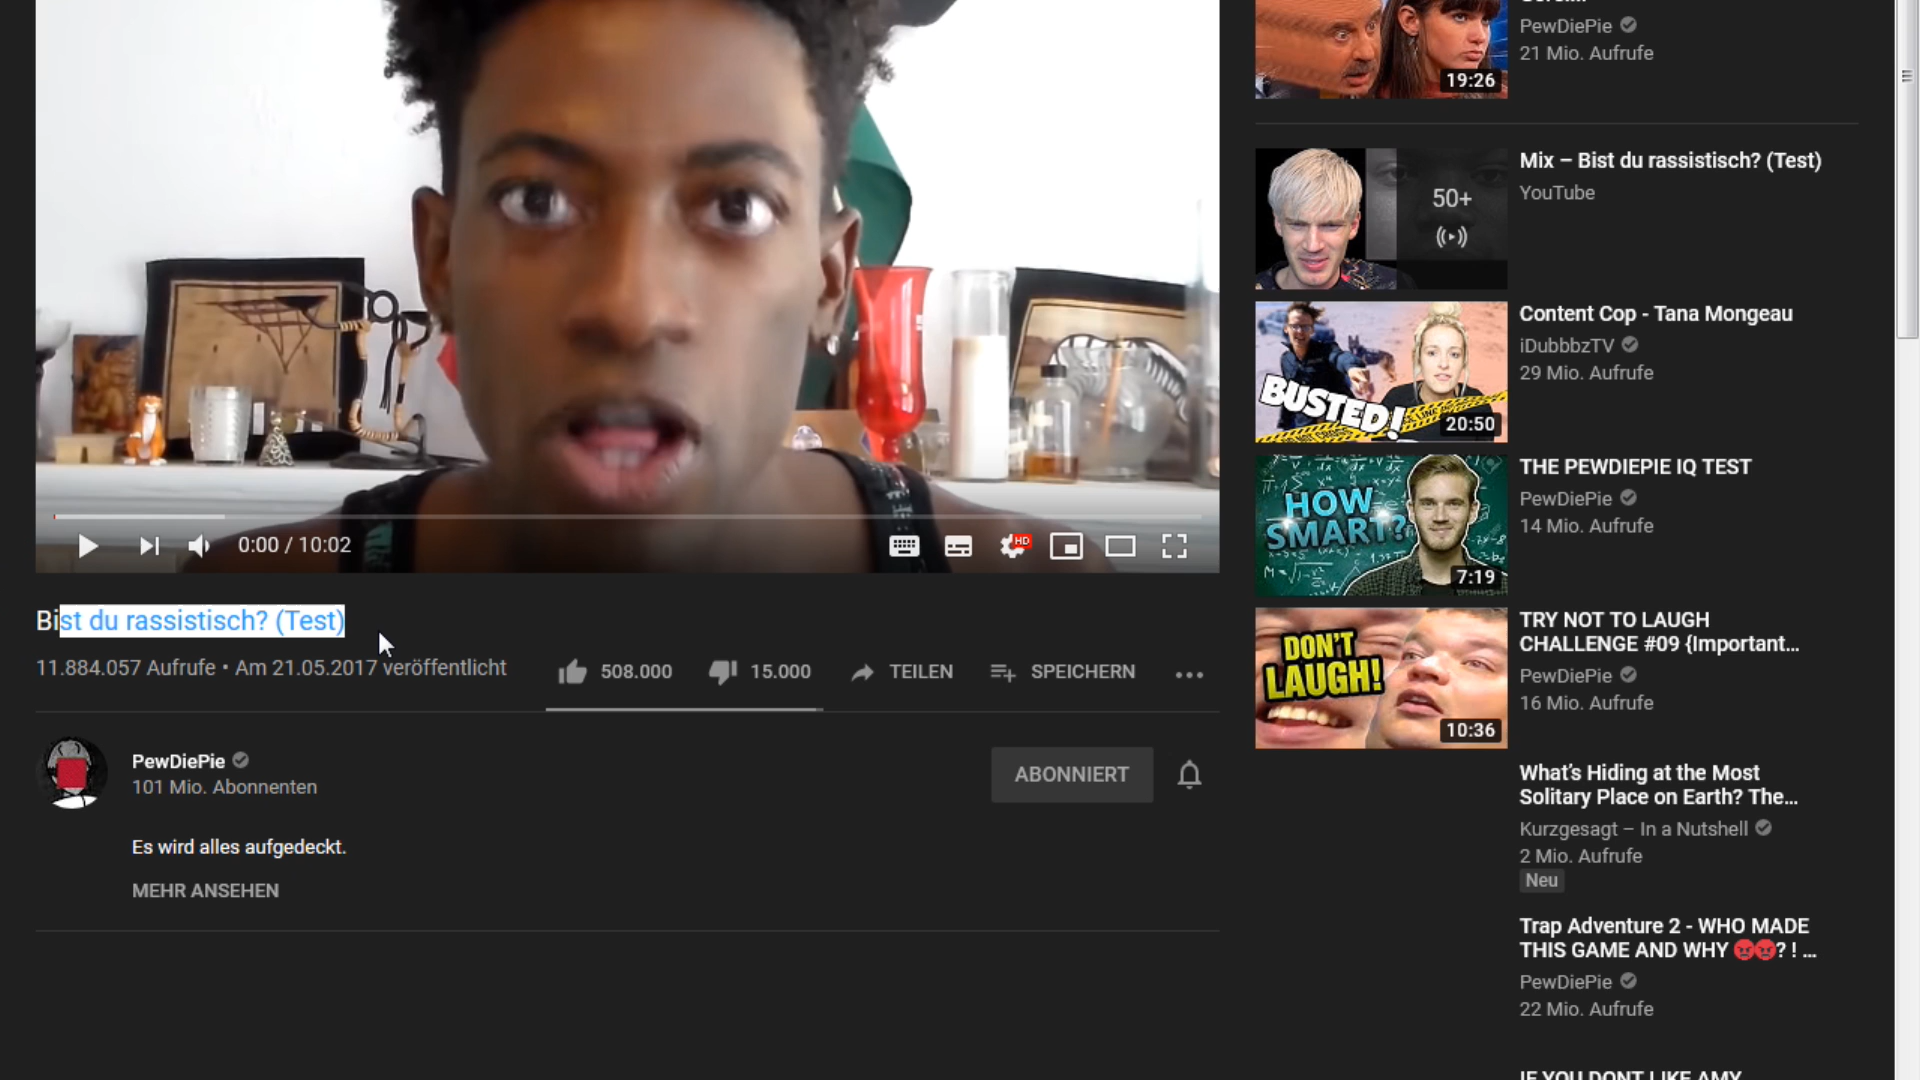 PewDiePie
21 Mio. Aufrufe
19:26
50+
Mix – Bist du rassistisch? (Test)
YouTube
BUSTED!
20:50
Content Cop - Tana Mongeau
iDubbbzTV
29 Mio. Aufrufe
HOW
SMART?
7:19
THE PEWDIEPIE IQ TEST
PewDiePie
14 Mio. Aufrufe
0:00 / 10:02
HD
Bist du rassistisch? (Test)
11.884.057 Aufrufe • Am 21.05.2017 veröffentlicht
508.000
15.000
TEILEN
SPEICHERN
DON'T
LAUGH!
10:36
TRY NOT TO LAUGH
CHALLENGE #09 {Important...
PewDiePie
16 Mio. Aufrufe
PewDiePie
101 Mio. Abonnenten
ABONNIERT
Es wird alles aufgedeckt.
MEHR ANSEHEN
What's Hiding at the Most
Solitary Place on Earth? The...
Kurzgesagt – In a Nutshell
2 Mio. Aufrufe
Neu
Trap Adventure 2 - WHO MADE
THIS GAME AND WHY 😡😡? ! ...
PewDiePie
22 Mio. Aufrufe
IF YOU DONT LIKE AMY